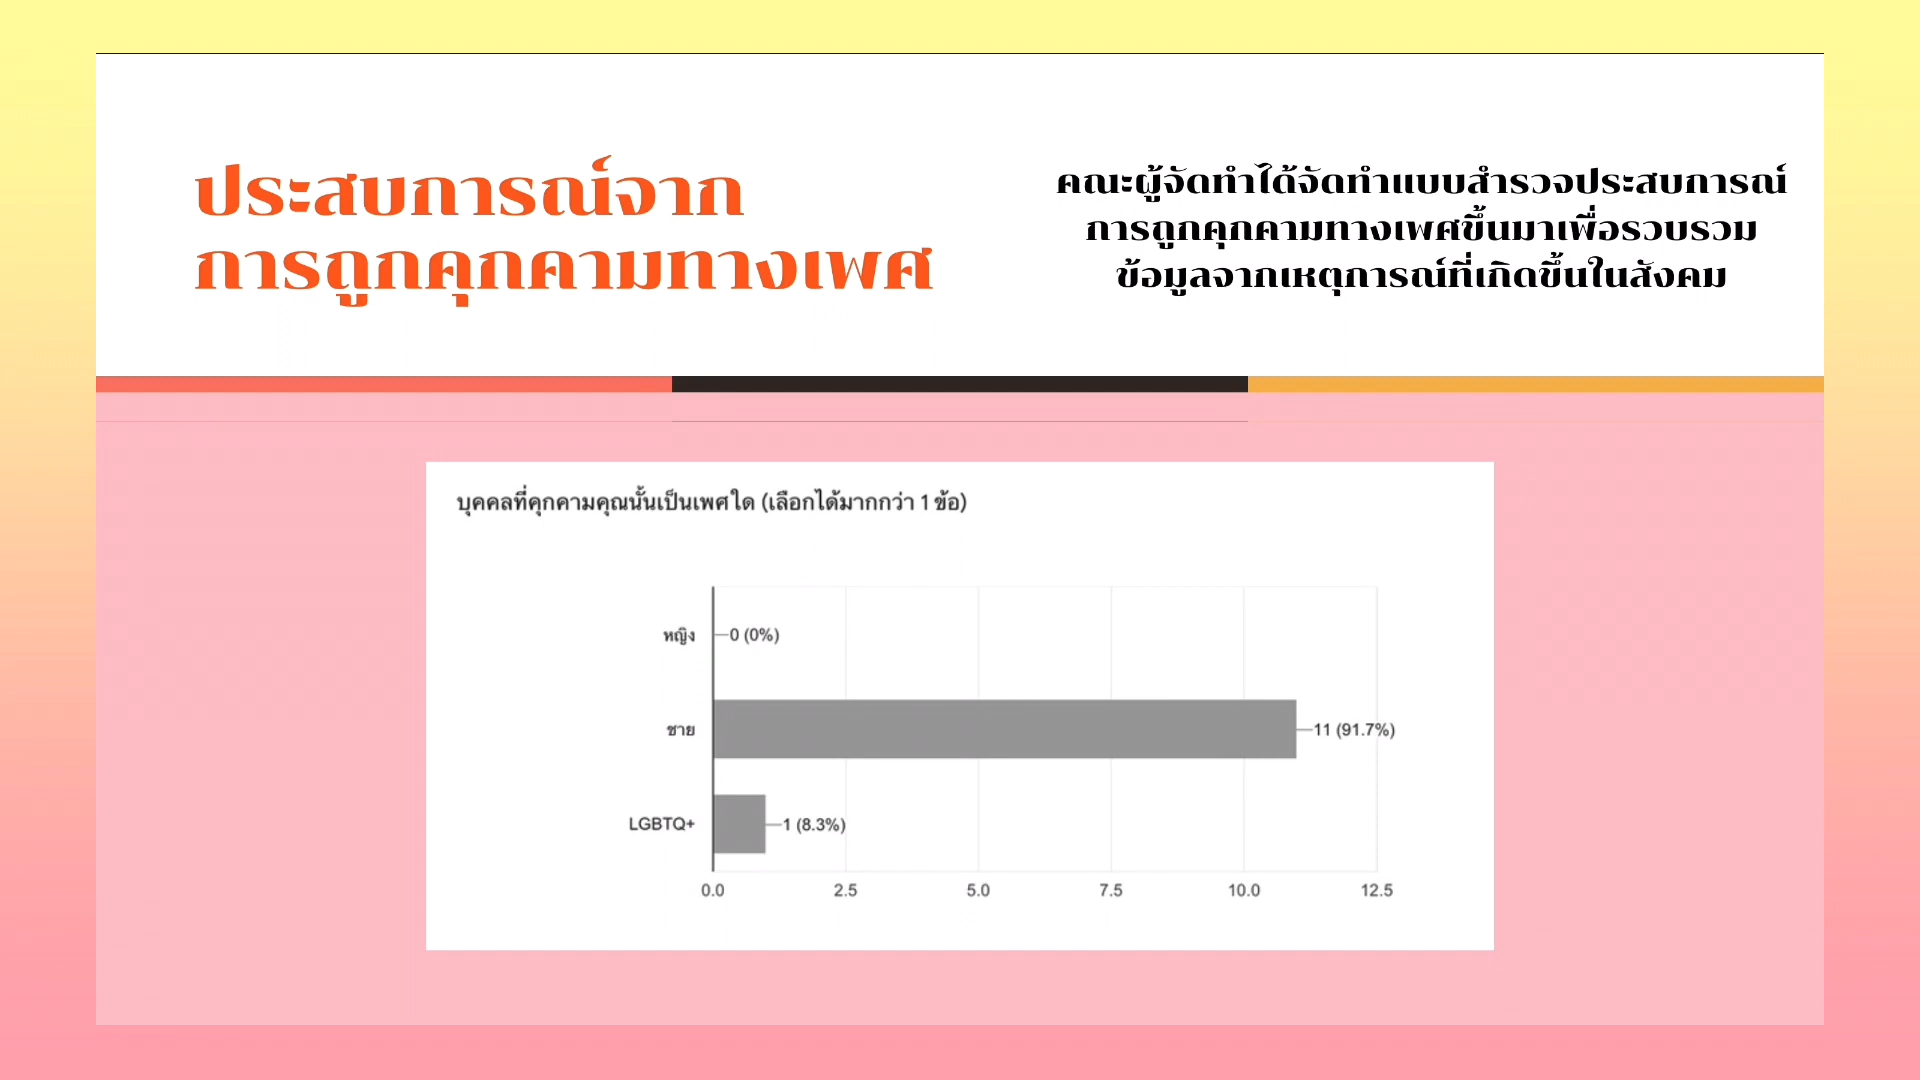 ประสบการณ์จาก
การถูกคุกคามทางเพศ
คณะผู้จัดทำได้จัดทำแบบสำรวจประสบการณ์
การถูกคุกคามทางเพศขึ้นมาเพื่อรวบรวม
ข้อมูลจากเหตุการณ์ที่เกิดขึ้นในสังคม
บุคคลที่คุกคามคุณนั้นเป็นเพศใด (เลือกได้มากกว่า 1 ข้อ)
หญิง 0 (0%)
ชาย 11 (91.7%)
LGBTQ+ 1 (8.3%)
0.0 2.5 5.0 7.5 10.0 12.5